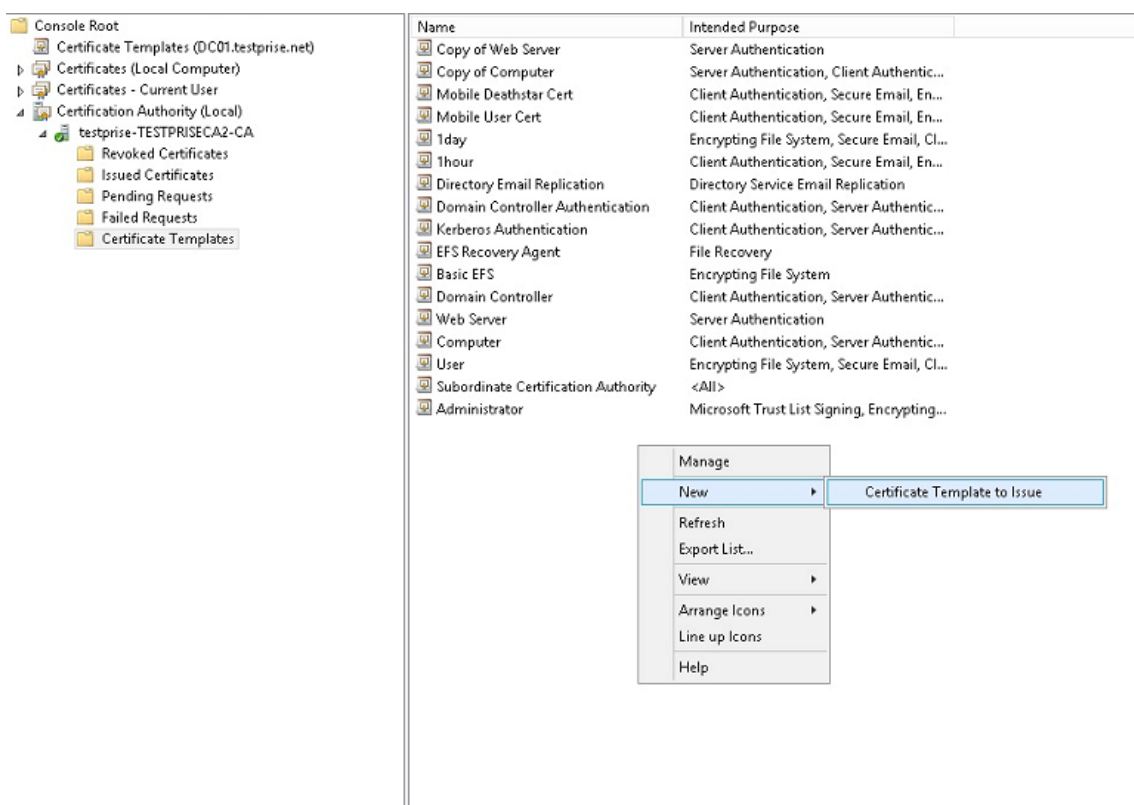 Console Root
Certificate Templates (DC01.testprise.net)
Certificates (Local Computer)
Certificates - Current User
Certification Authority (Local)
testprise-TESTPRISECA2-CA
Revoked Certificates
Issued Certificates
Pending Requests
Failed Requests
Certificate Templates
Name Intended Purpose
Copy of Web Server Server Authentication
Copy of Computer Server Authentication, Client Authentic...
Mobile Deathstar Cert Client Authentication, Secure Email, En...
Mobile User Cert Client Authentication, Secure Email, En...
1day Encrypting File System, Secure Email, Cl...
1hour Client Authentication, Secure Email, En...
Directory Email Replication Directory Service Email Replication
Domain Controller Authentication Client Authentication, Server Authentic...
Kerberos Authentication Client Authentication, Server Authentic...
EFS Recovery Agent File Recovery
Basic EFS Encrypting File System
Domain Controller Client Authentication, Server Authentic...
Web Server Server Authentication
Computer Client Authentication, Server Authentic...
User Encrypting File System, Secure Email, Cl...
Subordinate Certification Authority <All>
Administrator Microsoft Trust List Signing, Encrypting...
Manage
New Certificate Template to Issue
Refresh
Export List...
View
Arrange Icons
Line up Icons
Help